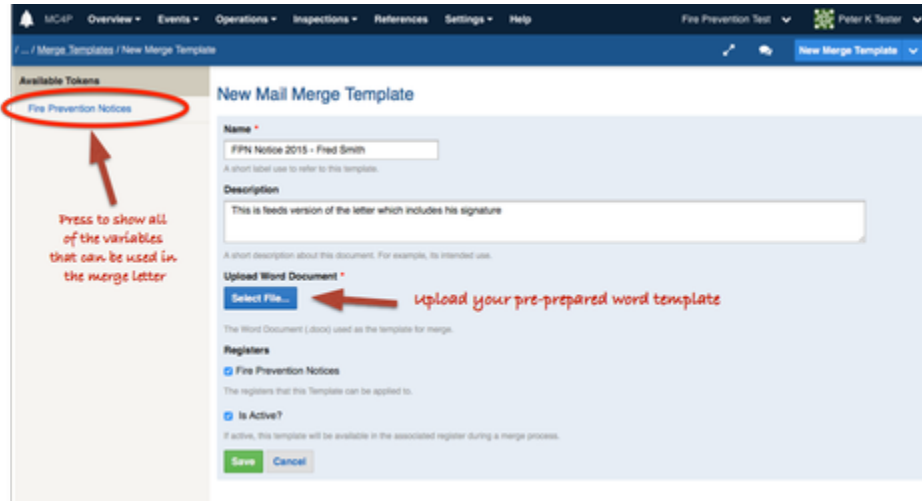 MC4P Overview Events Operations Inspections References Settings Help Fire Prevention Test Peter K Tester
/ ... / Merge Templates / New Merge Template New Merge Template
Available Tokens
Fire Prevention Notices
Press to show all
of the variables
that can be used in
the merge letter
New Mail Merge Template
Name *
FPN Notice 2015 - Fred Smith
A short label use to refer to this template.
Description
This is feeds version of the letter which includes his signature
A short description about this document. For example, its intended use.
Upload Word Document *
Select File...
Upload your pre-prepared word template
The Word Document (.docx) used as the template for merge.
Registers
Fire Prevention Notices
The registers that this Template can be applied to.
Is Active?
If active, this template will be available in the associated register during a merge process.
Save Cancel